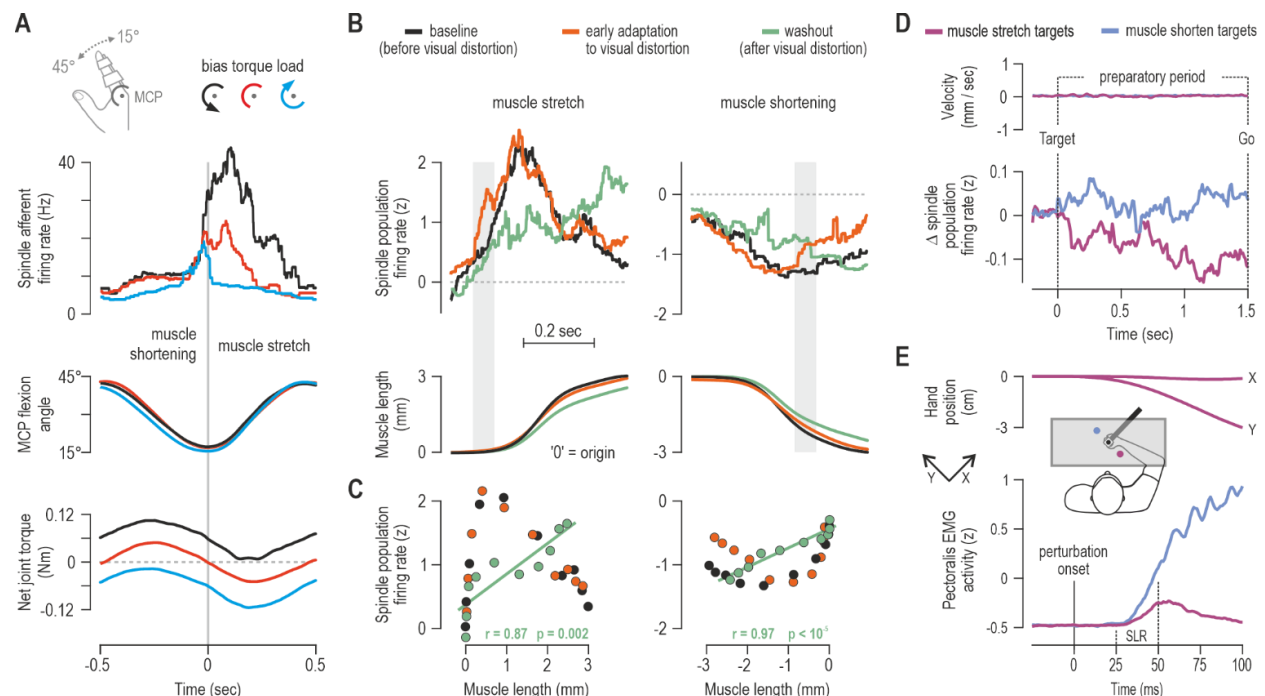 A
15°
45°
MCP
bias torque load
40
0
Spindle afferent
firing rate (Hz)
muscle
shortening
muscle stretch
45°
15°
MCP flexion
angle
0.12
0
-0.12
Net joint torque
(Nm)
-0.5
0
0.5
Time (sec)
B
baseline
(before visual distortion)
early adaptation
to visual distortion
washout
(after visual distortion)
muscle stretch
muscle shortening
2
1
0
Spindle population
firing rate (z)
0
-1
-2
0.2 sec
3
0
Muscle length
(mm)
'0' = origin
-0
-3
C
2
1
0
Spindle population
firing rate (z)
r = 0.87 p = 0.002
0
1
2
3
Muscle length (mm)
0
-1
-2
r = 0.97 p < 10⁻⁵
-3
-2
-1
0
Muscle length (mm)
D
muscle stretch targets
muscle shorten targets
1
0
-1
Velocity
(mm / sec)
preparatory period
Target
Go
0.1
0
-0.1
Δ spindle
population
firing rate (z)
0
0.5
1
1.5
Time (sec)
E
0
-3
Hand
position
(cm)
X
Y
Y
X
1
0.5
0
-0.5
Pectoralis EMG
activity (z)
perturbation
onset
SLR
0
25
50
75
100
Time (ms)